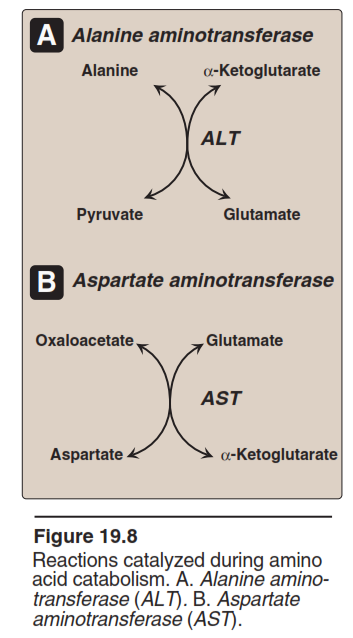 A Alanine aminotransferase
Alanine α-Ketoglutarate
ALT
Pyruvate Glutamate
B Aspartate aminotransferase
Oxaloacetate Glutamate
AST
Aspartate α-Ketoglutarate
Figure 19.8
Reactions catalyzed during amino
acid catabolism. A. Alanine amino-
transferase (ALT). B. Aspartate
aminotransferase (AST).